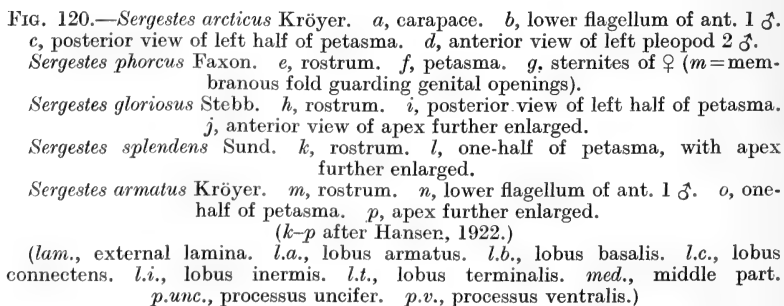 FIG. 120.—Sergestes arcticus Kröyer. a, carapace. b, lower flagellum of ant. 1 ♂.
c, posterior view of left half of petasma. d, anterior view of left pleopod 2 ♂.
Sergestes phorcus Faxon. e, rostrum. f, petasma. g, sternites of ♀ (m=mem-
branous fold guarding genital openings).
Sergestes gloriosus Stebb. h, rostrum. i, posterior view of left half of petasma.
j, anterior view of apex further enlarged.
Sergestes splendens Sund. k, rostrum. l, one-half of petasma, with apex
further enlarged.
Sergestes armatus Kröyer. m, rostrum. n, lower flagellum of ant. 1 ♂. o, one-
half of petasma. p, apex further enlarged.
(k–p after Hansen, 1922.)
(lam., external lamina. l.a., lobus armatus. l.b., lobus basalis. l.c., lobus
connectens. l.i., lobus inermis. l.t., lobus terminalis. med., middle part.
p.unc., processus uncifer. p.v., processus ventralis.)